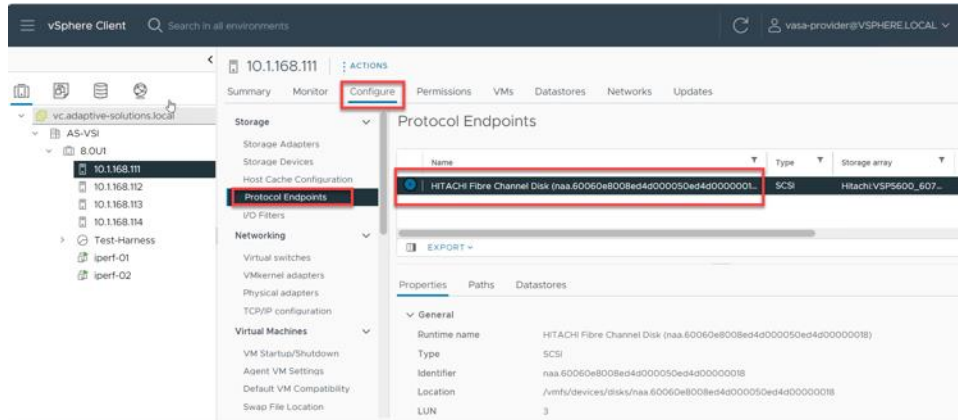 vSphere Client
Search in all environments
vasa-provider@VSPHERE.LOCAL
10.1.168.111
ACTIONS
Summary Monitor Configure Permissions VMs Datastores Networks Updates
vc.adaptive-solutions.local
AS-VSI
8.0U1
10.1.168.111
10.1.168.112
10.1.168.113
10.1.168.114
Test-Harness
iperf-01
iperf-02
Storage
Storage Adapters
Storage Devices
Host Cache Configuration
Protocol Endpoints
I/O Filters
Networking
Virtual switches
VMkernel adapters
Physical adapters
TCP/IP configuration
Virtual Machines
VM Startup/Shutdown
Agent VM Settings
Default VM Compatibility
Swap File Location
Protocol Endpoints
Name Type Storage array
HITACHI Fibre Channel Disk (naa.60060e8008ed4d000050ed4d0000001... SCSI Hitachi:VSP5600_607...
EXPORT
Properties Paths Datastores
General
Runtime name HITACHI Fibre Channel Disk (naa.60060e8008ed4d000050ed4d00000018)
Type SCSI
Identifier naa.60060e8008ed4d000050ed4d00000018
Location /vmfs/devices/disks/naa.60060e8008ed4d000050ed4d00000018
LUN 3